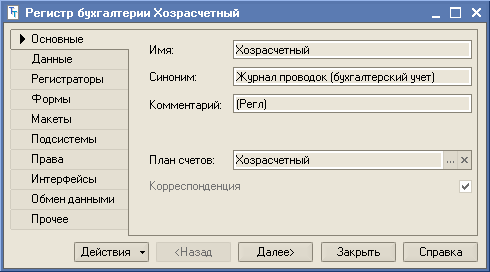 Регистр бухгалтерии Хозрасчетный
Основные
Данные
Регистраторы
Формы
Макеты
Подсистемы
Права
Интерфейсы
Обмен данными
Прочее
Имя: Хозрасчетный
Синоним: Журнал проводок (бухгалтерский учет)
Комментарий: (Регл)
План счетов: Хозрасчетный ... ×
Корреспонденция
Действия <Назад Далее> Закрыть Справка